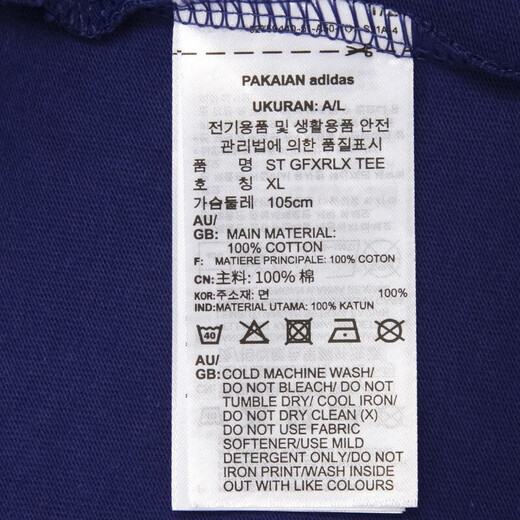 PAKAIAN adidas
UKURAN: A/L
전기용품 및 생활용품 안전
관리법에 의한 품질표시
품 명 ST GFXRLX TEE
호 칭 XL
가슴둘레 105cm
AU/
GB: MAIN MATERIAL:
100% COTTON
F: MATIERE PRINCIPALE: 100% COTON
CN: 主料: 100% 棉
KOR: 주소재: 면 100%
IND: MATERIAL UTAMA: 100% KATUN
40
AU/
GB: COLD MACHINE WASH/
DO NOT BLEACH/ DO NOT
TUMBLE DRY/ COOL IRON/
DO NOT DRY CLEAN (X)
DO NOT USE FABRIC
SOFTENER/USE MILD
DETERGENT ONLY/DO NOT
IRON PRINT/WASH INSIDE
OUT WITH LIKE COLOURS